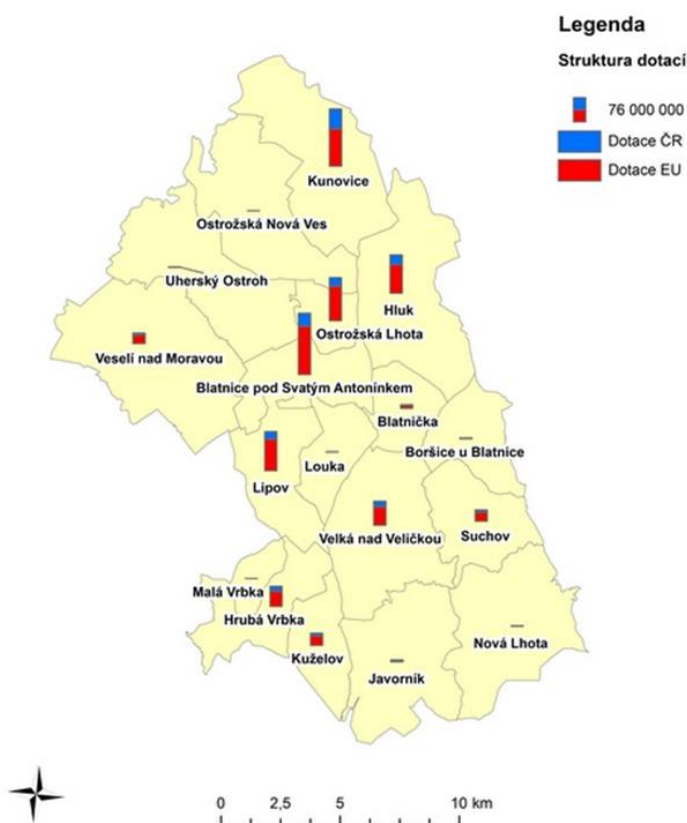 Legenda
Struktura dotací
76 000 000
Dotace ČR
Dotace EU
Kunovice
Ostrožská Nová Ves
Uherský Ostroh
Hluk
Ostrožská Lhota
Veselí nad Moravou
Blatnice pod Svatým Antonínkem
Blatnička
Boršice u Blatnice
Louka
Lipov
Velká nad Veličkou
Suchov
Malá Vrbka
Hrubá Vrbka
Nová Lhota
Kuželov
Javorník
0 2,5 5 10 km